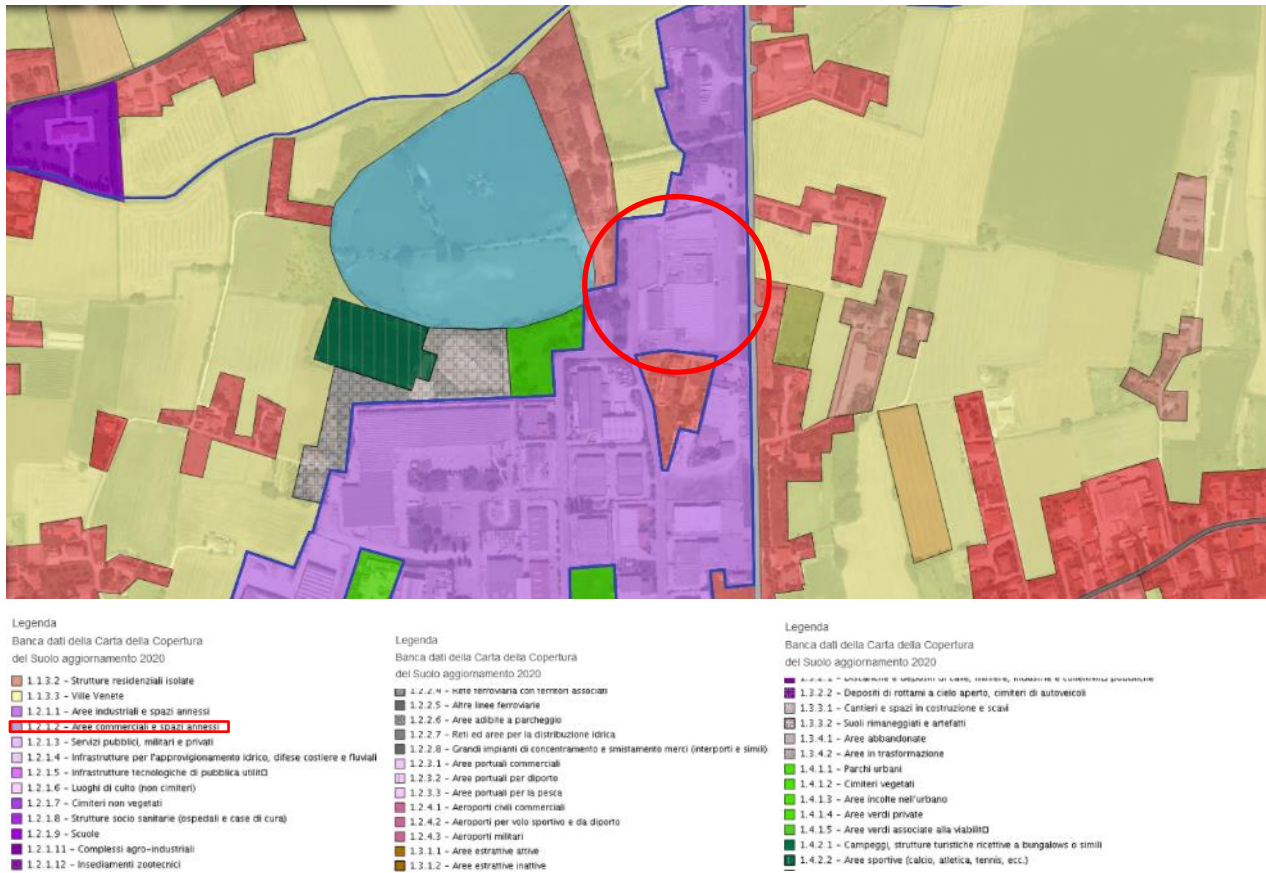 Legenda
Banca dati della Carta della Copertura
del Suolo aggiornamento 2020
1.1.3.2 - Strutture residenziali isolate
1.1.3.3 - Ville Venete
1.2.1.1 - Aree industriali e spazi annessi
1.2.1.2 - Aree commerciali e spazi annessi
1.2.1.3 - Servizi pubblici, militari e privati
1.2.1.4 - Infrastrutture per l'approvigionamento idrico, difese costiere e fluviali
1.2.1.5 - Infrastrutture tecnologiche di pubblica utilit□
1.2.1.6 - Luoghi di culto (non cimiteri)
1.2.1.7 - Cimiteri non vegetati
1.2.1.8 - Strutture socio sanitarie (ospedali e case di cura)
1.2.1.9 - Scuole
1.2.1.11 - Complessi agro-industriali
1.2.1.12 - Insediamenti zootecnici
Legenda
Banca dati della Carta della Copertura
del Suolo aggiornamento 2020
1.2.2.4 - Rete ferroviaria con territori associati
1.2.2.5 - Altre linee ferroviarie
1.2.2.6 - Aree adibite a parcheggio
1.2.2.7 - Reti ed aree per la distribuzione idrica
1.2.2.8 - Grandi impianti di concentramento e smistamento merci (interporti e simili)
1.2.3.1 - Aree portuali commerciali
1.2.3.2 - Aree portuali per diporto
1.2.3.3 - Aree portuali per la pesca
1.2.4.1 - Aeroporti civili commerciali
1.2.4.2 - Aeroporti per volo sportivo e da diporto
1.2.4.3 - Aeroporti militari
1.3.1.1 - Aree estrattive attive
1.3.1.2 - Aree estrattive inattive
Legenda
Banca dati della Carta della Copertura
del Suolo aggiornamento 2020
1.3.2.1 - Discariche e depositi di cave, miniere, industrie e collettivit□ pubbliche
1.3.2.2 - Depositi di rottami a cielo aperto, cimiteri di autoveicoli
1.3.3.1 - Cantieri e spazi in costruzione e scavi
1.3.3.2 - Suoli rimaneggiati e artefatti
1.3.4.1 - Aree abbandonate
1.3.4.2 - Aree in trasformazione
1.4.1.1 - Parchi urbani
1.4.1.2 - Cimiteri vegetati
1.4.1.3 - Aree incolte nell'urbano
1.4.1.4 - Aree verdi private
1.4.1.5 - Aree verdi associate alla viabilit□
1.4.2.1 - Campeggi, strutture turistiche ricettive a bungalows o simili
1.4.2.2 - Aree sportive (calcio, atletica, tennis, ecc.)